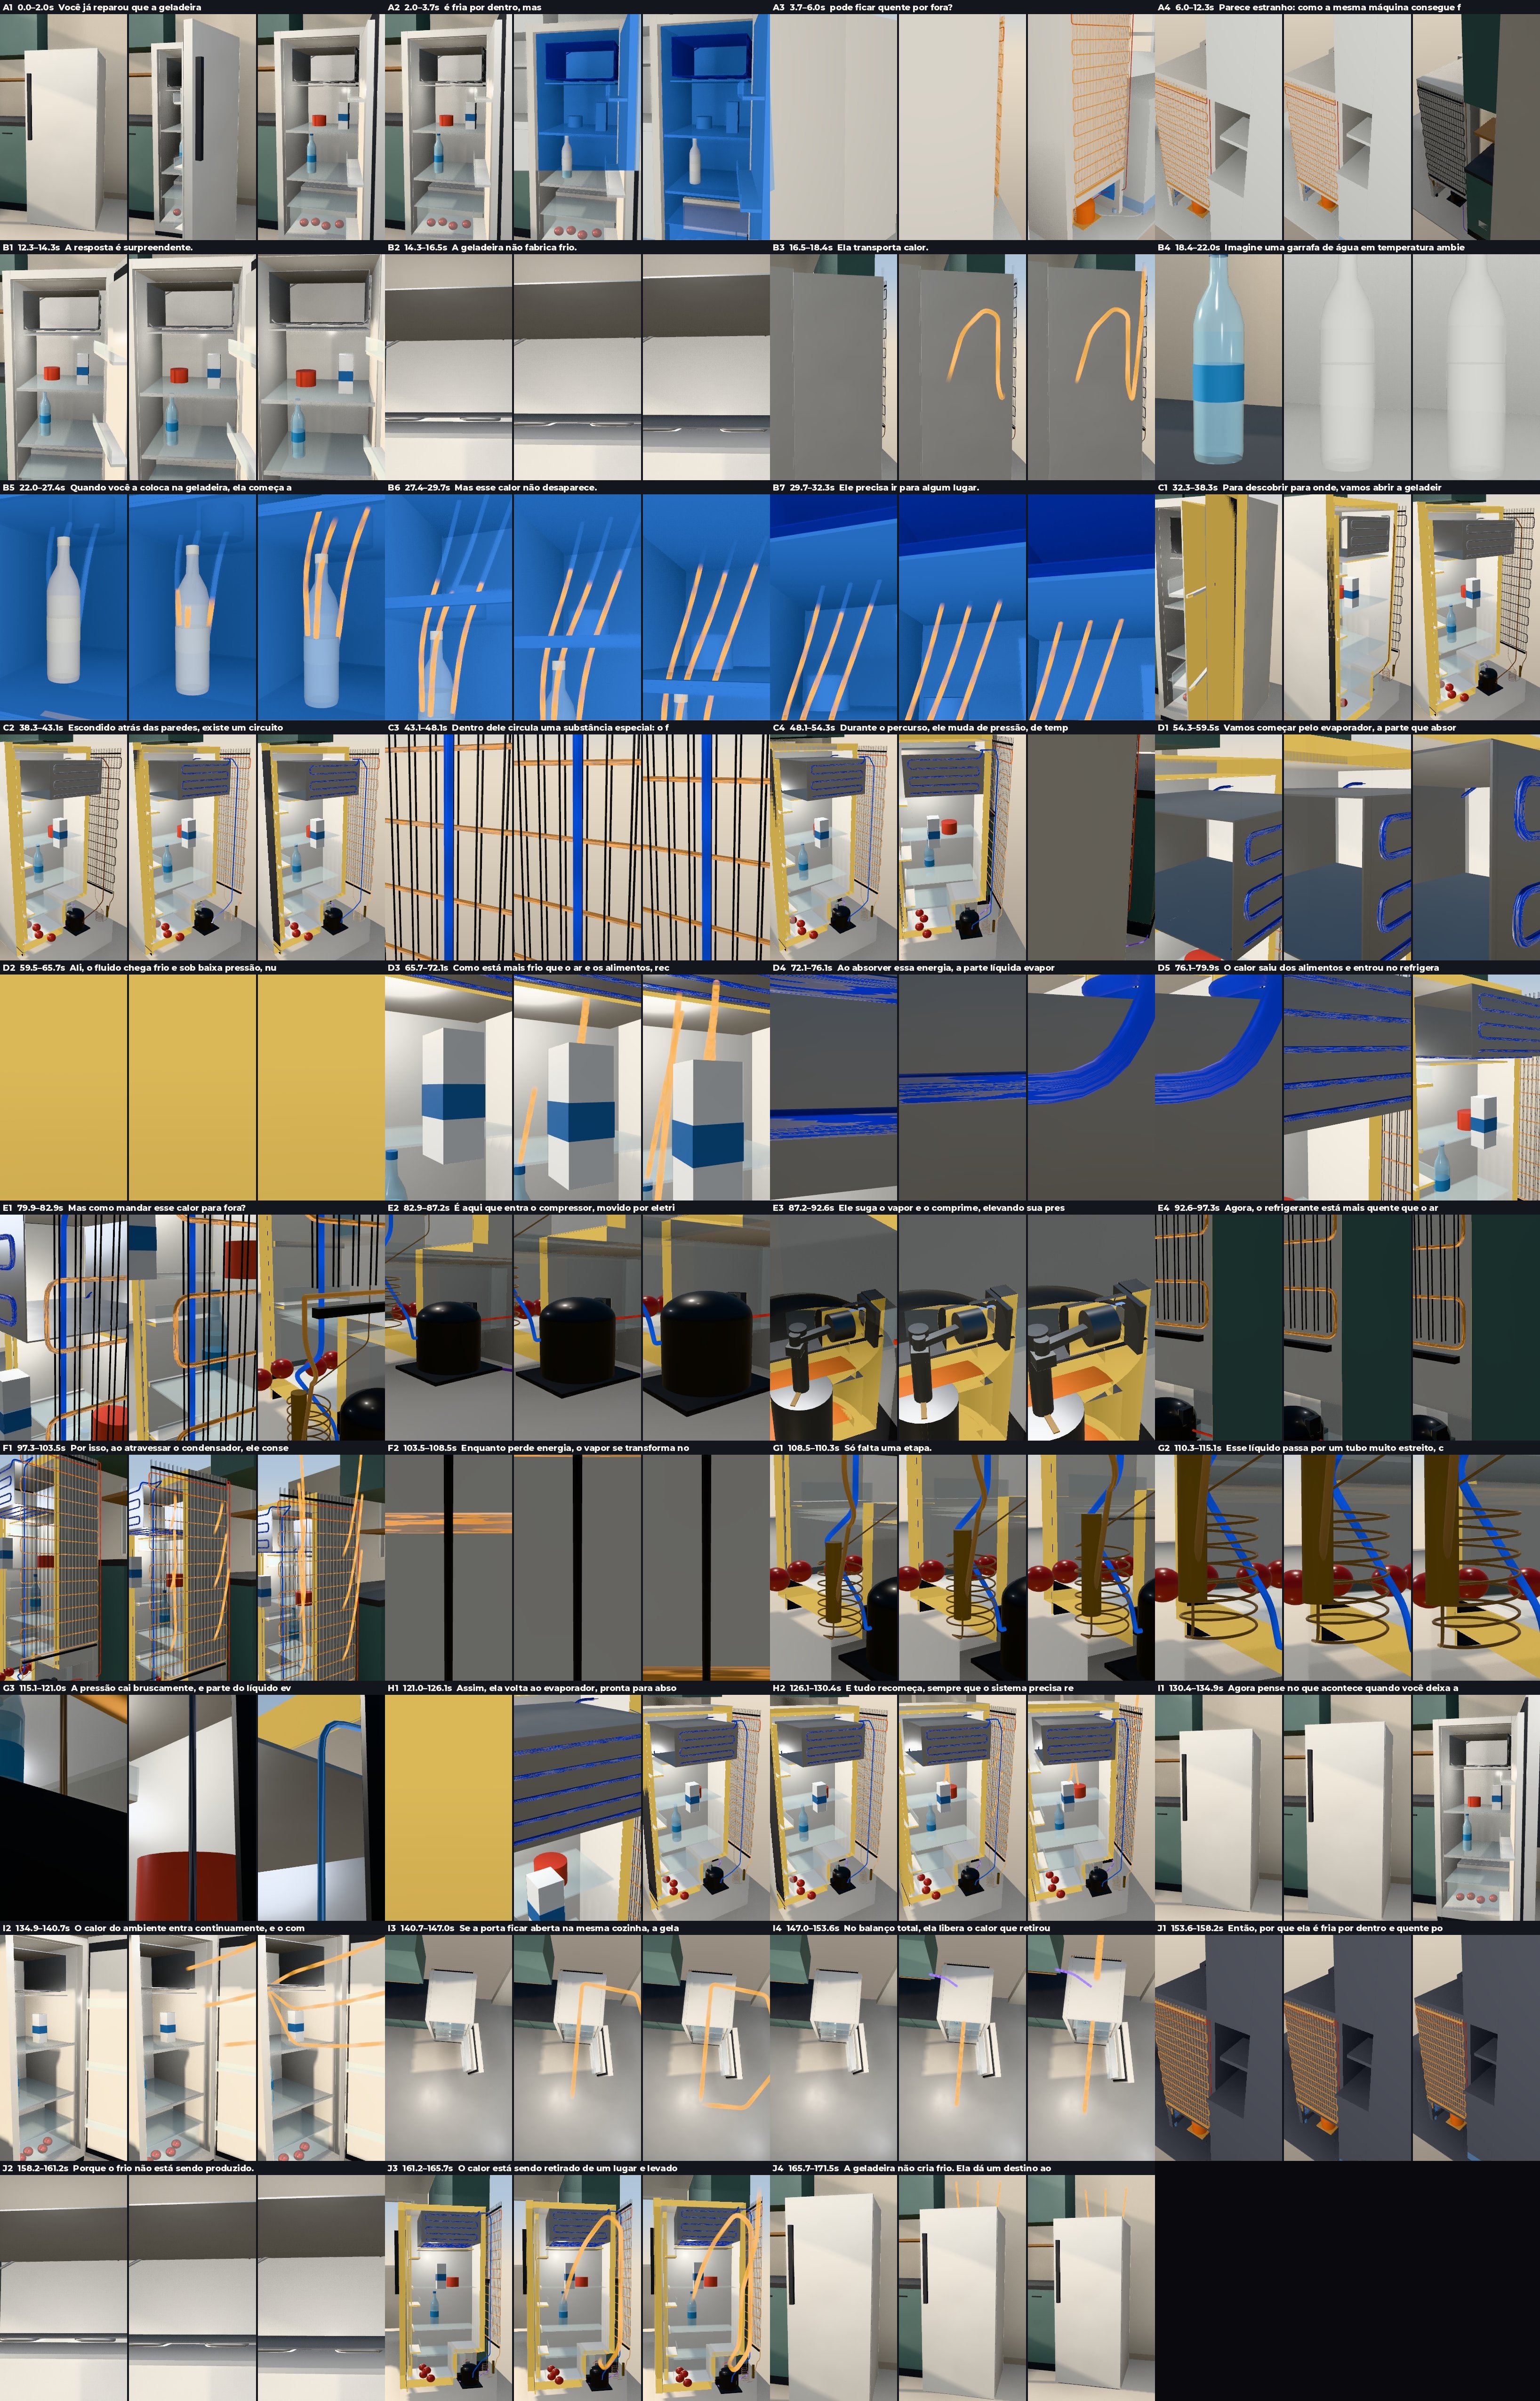 A1 0.0–2.0s Você já reparou que a geladeira
A2 2.0–3.7s é fria por dentro, mas
A3 3.7–6.0s pode ficar quente por fora?
A4 6.0–12.3s Parece estranho: como a mesma máquina consegue f
B1 12.3–14.3s A resposta é surpreendente.
B2 14.3–16.5s A geladeira não fabrica frio.
B3 16.5–18.4s Ela transporta calor.
B4 18.4–22.0s Imagine uma garrafa de água em temperatura ambie
B5 22.0–27.4s Quando você a coloca na geladeira, ela começa a
B6 27.4–29.7s Mas esse calor não desaparece.
B7 29.7–32.3s Ele precisa ir para algum lugar.
C1 32.3–38.3s Para descobrir para onde, vamos abrir a geladeir
C2 38.3–43.1s Escondido atrás das paredes, existe um circuito
C3 43.1–48.1s Dentro dele circula uma substância especial: o f
C4 48.1–54.3s Durante o percurso, ele muda de pressão, de temp
D1 54.3–59.5s Vamos começar pelo evaporador, a parte que absor
D2 59.5–65.7s Ali, o fluido chega frio e sob baixa pressão, nu
D3 65.7–72.1s Como está mais frio que o ar e os alimentos, rec
D4 72.1–76.1s Ao absorver essa energia, a parte líquida evapor
D5 76.1–79.9s O calor saiu dos alimentos e entrou no refrigera
E1 79.9–82.9s Mas como mandar esse calor para fora?
E2 82.9–87.2s É aqui que entra o compressor, movido por eletri
E3 87.2–92.6s Ele suga o vapor e o comprime, elevando sua pres
E4 92.6–97.3s Agora, o refrigerante está mais quente que o ar
F1 97.3–103.5s Por isso, ao atravessar o condensador, ele conse
F2 103.5–108.5s Enquanto perde energia, o vapor se transforma no
G1 108.5–110.3s Só falta uma etapa.
G2 110.3–115.1s Esse líquido passa por um tubo muito estreito, c
G3 115.1–121.0s A pressão cai bruscamente, e parte do líquido ev
H1 121.0–126.1s Assim, ela volta ao evaporador, pronta para abso
H2 126.1–130.4s E tudo recomeça, sempre que o sistema precisa re
I1 130.4–134.9s Agora pense no que acontece quando você deixa a
I2 134.9–140.7s O calor do ambiente entra continuamente, e o com
I3 140.7–147.0s Se a porta ficar aberta na mesma cozinha, a gela
I4 147.0–153.6s No balanço total, ela libera o calor que retirou
J1 153.6–158.2s Então, por que ela é fria por dentro e quente po
J2 158.2–161.2s Porque o frio não está sendo produzido.
J3 161.2–165.7s O calor está sendo retirado de um lugar e levado
J4 165.7–171.5s A geladeira não cria frio. Ela dá um destino ao